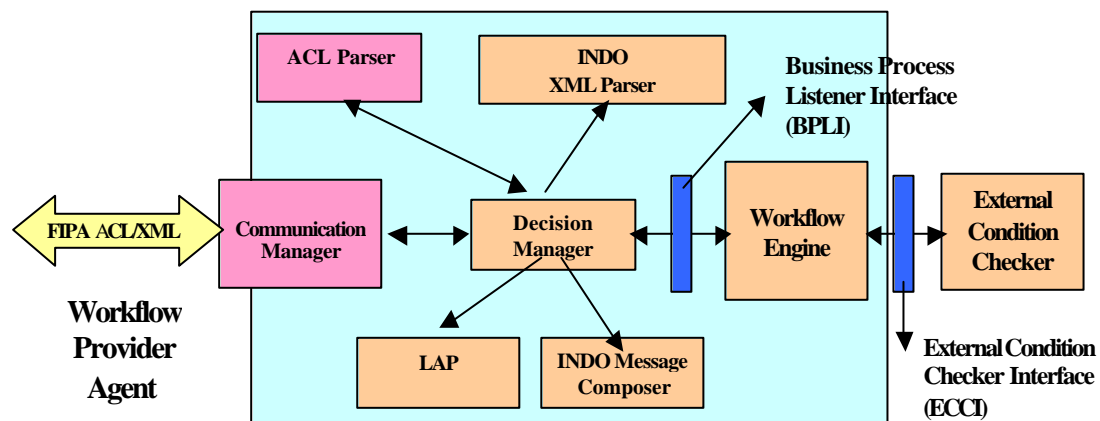 ACL Parser
INDO
XML Parser
Business Process
Listener Interface
(BPLI)
FIPA ACL/XML
Communication
Manager
Decision
Manager
Workflow
Engine
External
Condition
Checker
Workflow
Provider
Agent
LAP
INDO Message
Composer
External Condition
Checker Interface
(ECCI)